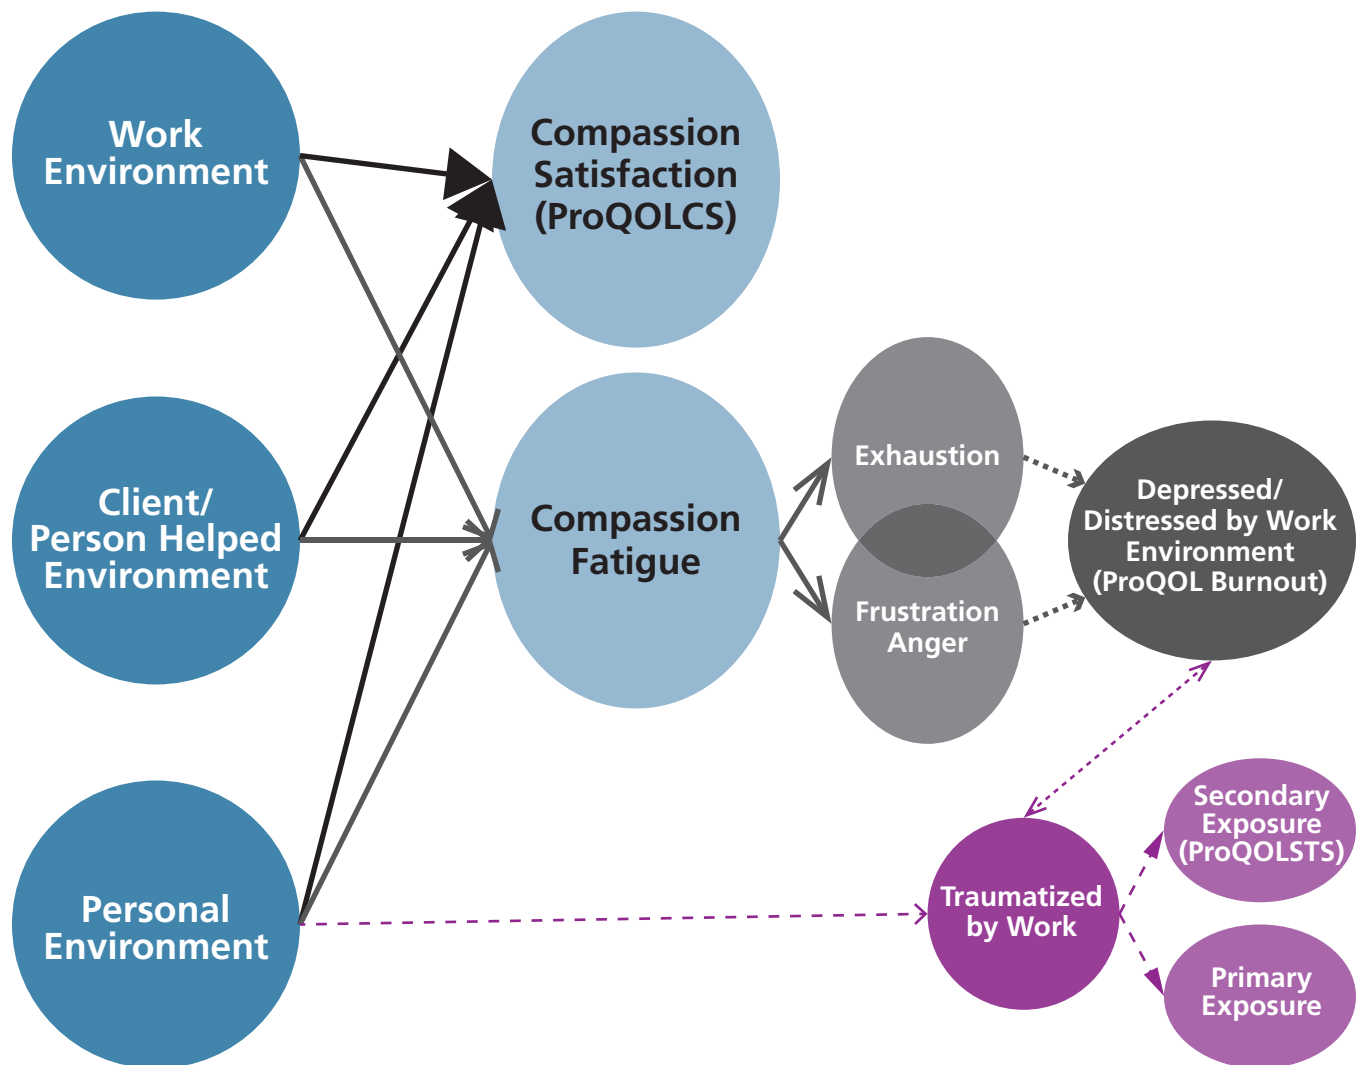 Work
Environment
Compassion
Satisfaction
(ProQOLCS)
Client/
Person Helped
Environment
Compassion
Fatigue
Exhaustion
Frustration
Anger
Depressed/
Distressed by Work
Environment
(ProQOL Burnout)
Personal
Environment
Traumatized
by Work
Secondary
Exposure
(ProQOLSTS)
Primary
Exposure